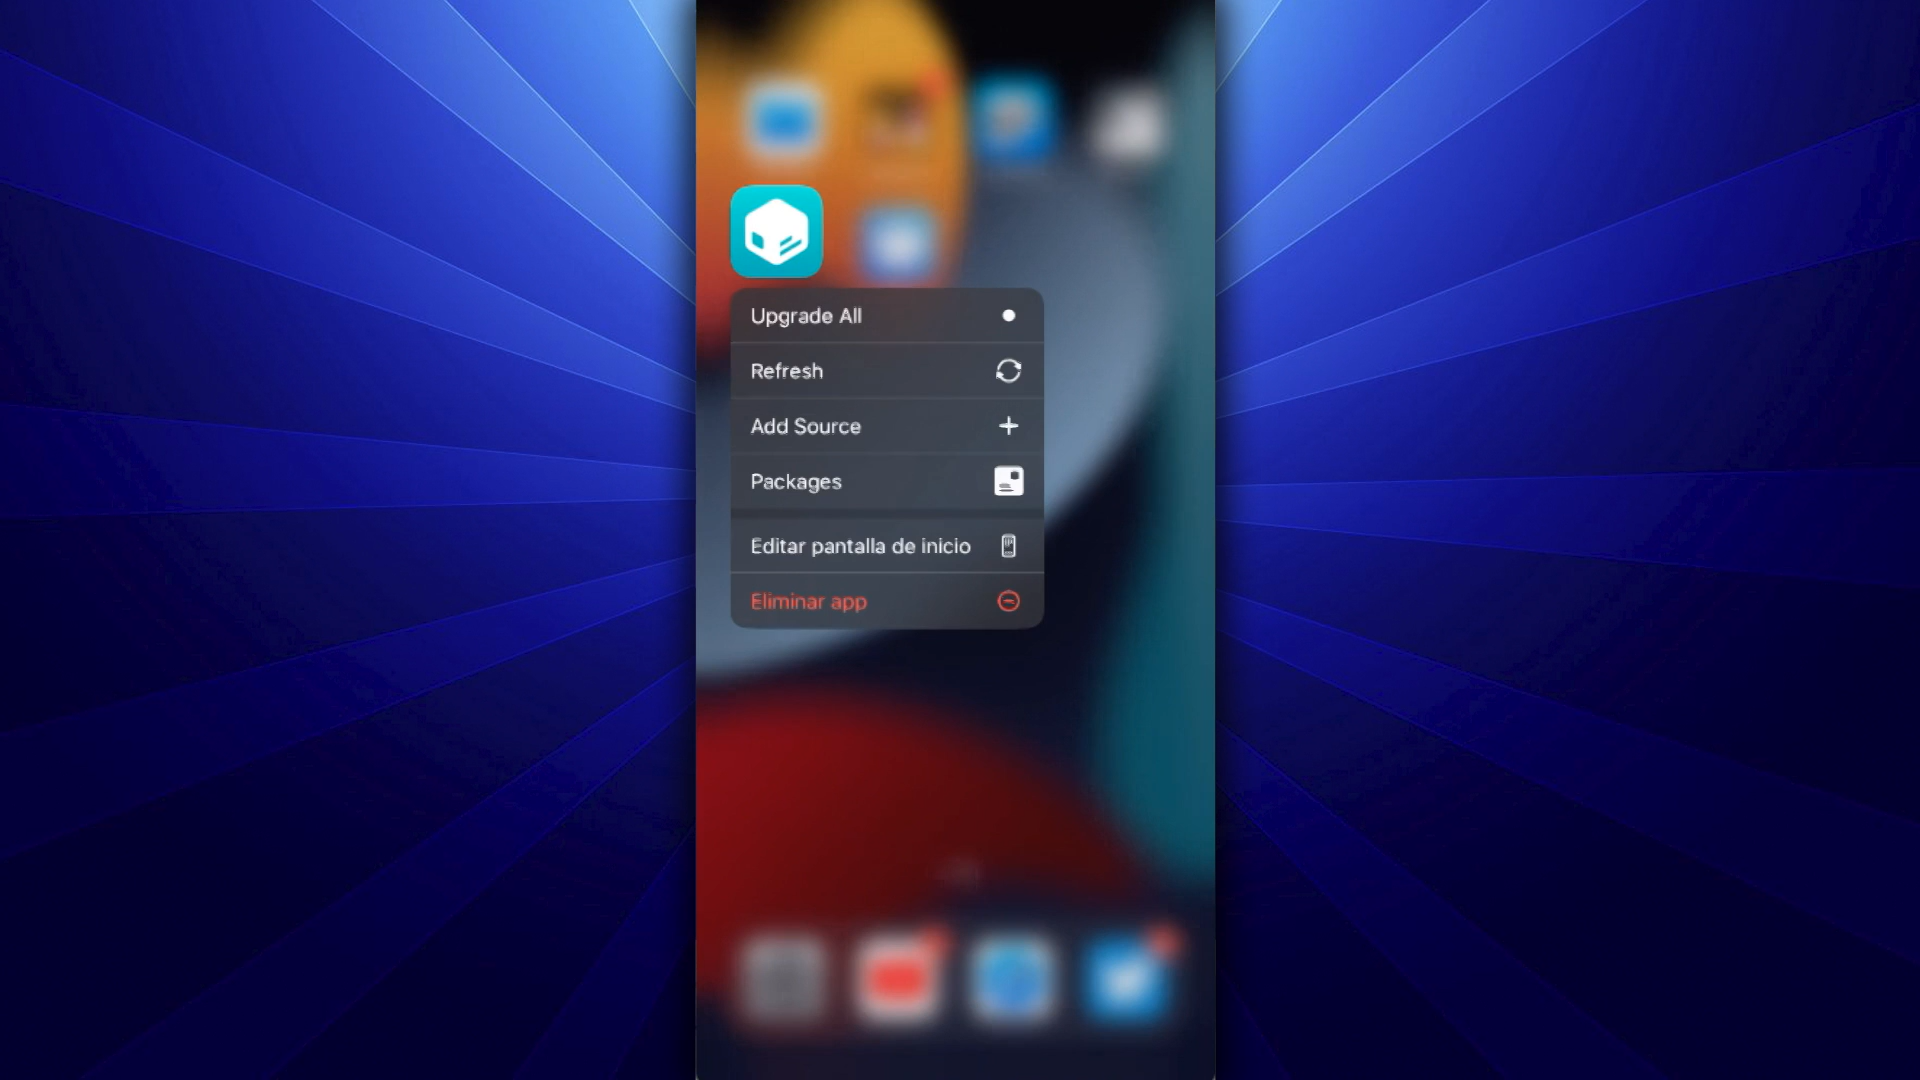 Upgrade All
Refresh
Add Source
Packages
Editar pantalla de inicio
Eliminar app